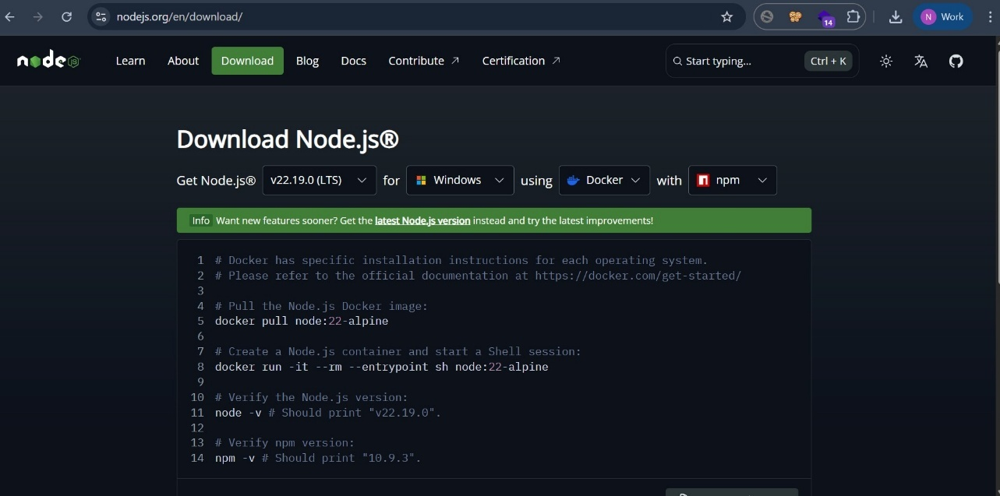 nodejs.org/en/download/
14
N Work
node JS
Learn About Download Blog Docs Contribute ↗ Certification ↗ Start typing... Ctrl + K
Download Node.js®
Get Node.js® v22.19.0 (LTS) for Windows using Docker with npm
Info Want new features sooner? Get the latest Node.js version instead and try the latest improvements!
1 # Docker has specific installation instructions for each operating system.
2 # Please refer to the official documentation at https://docker.com/get-started/
3
4 # Pull the Node.js Docker image:
5 docker pull node:22-alpine
6
7 # Create a Node.js container and start a Shell session:
8 docker run -it --rm --entrypoint sh node:22-alpine
9
10 # Verify the Node.js version:
11 node -v # Should print "v22.19.0".
12
13 # Verify npm version:
14 npm -v # Should print "10.9.3".